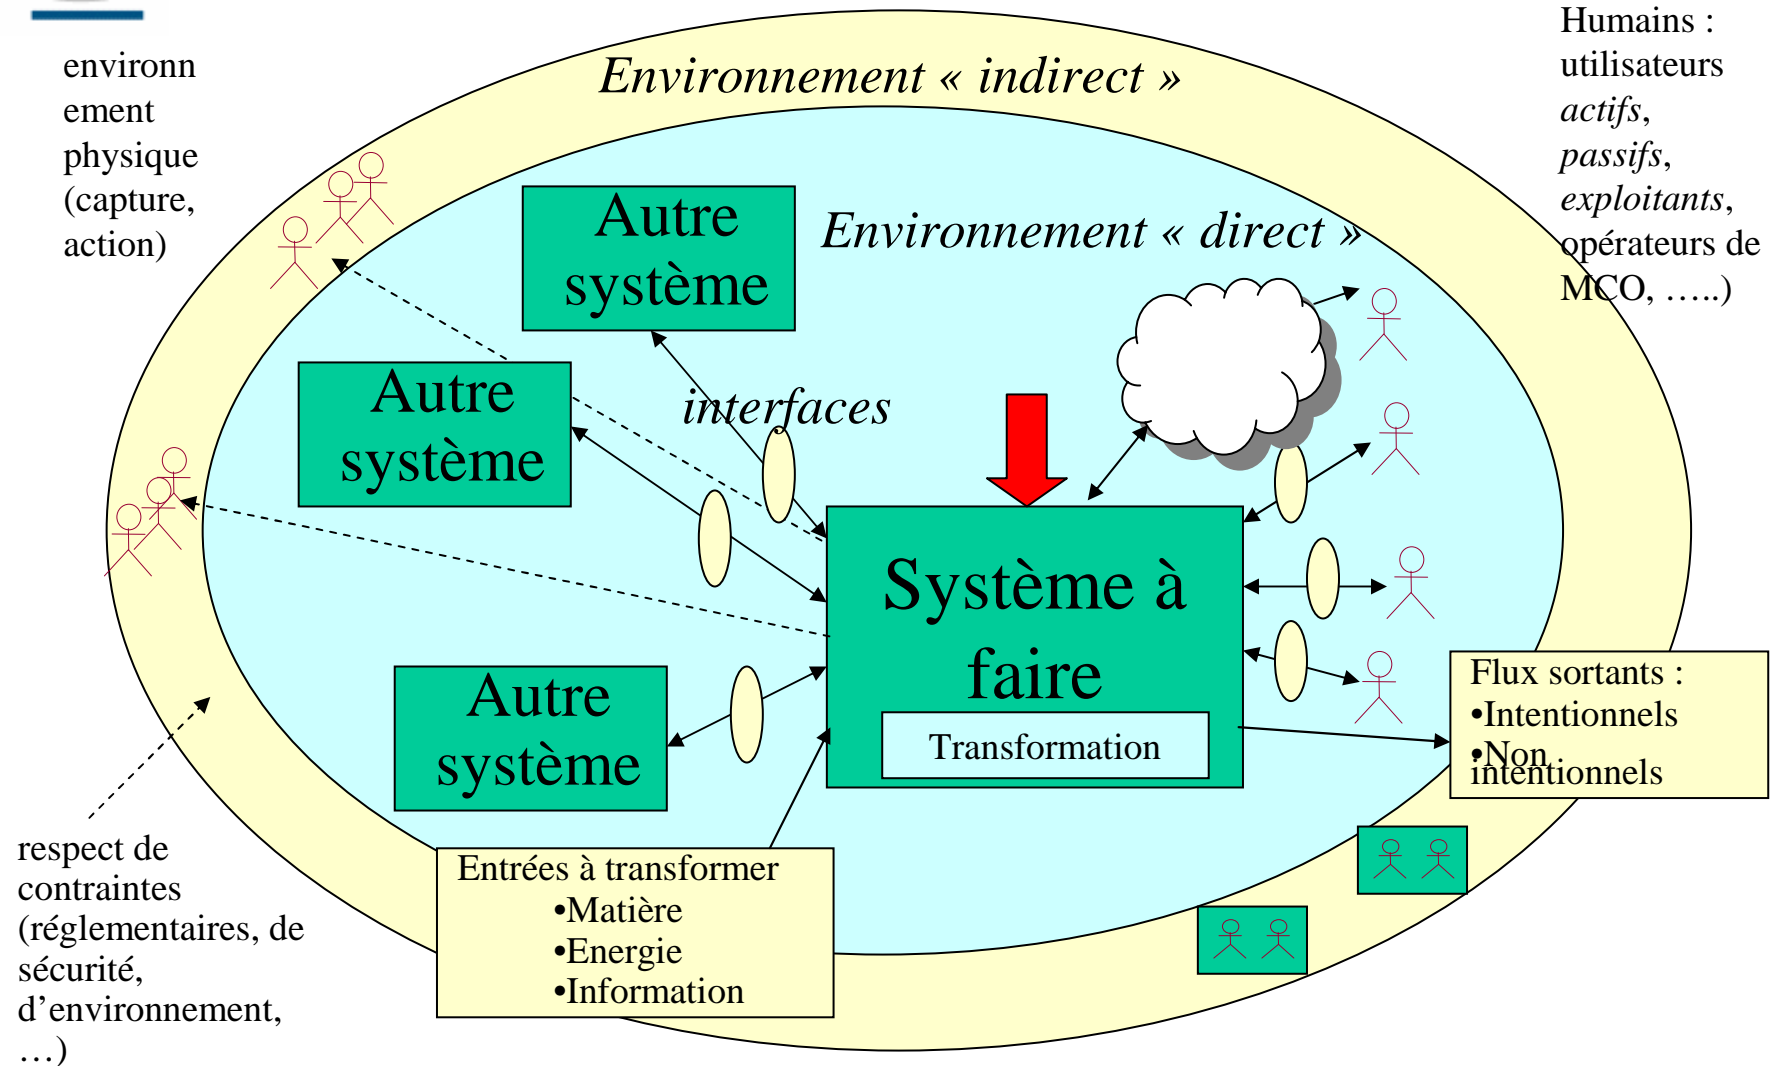 environn
ement
physique
(capture,
action)
Environnement « indirect »
Humains :
utilisateurs
actifs,
passifs,
exploitants,
opérateurs de
MCO, …..)
Autre
système
Environnement « direct »
Autre
système
interfaces
Système à
faire
Transformation
Autre
système
Flux sortants :
•Intentionnels
•Non
intentionnels
Entrées à transformer
•Matière
•Energie
•Information
respect de
contraintes
(réglementaires, de
sécurité,
d’environnement,
…)